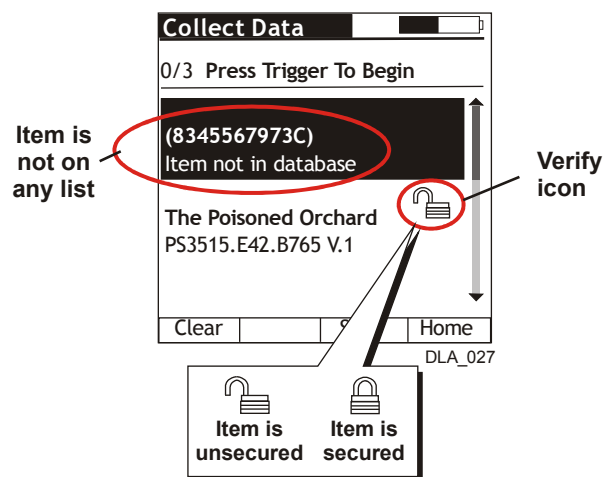 Collect Data
0/3 Press Trigger To Begin
(8345567973C)
Item not in database
The Poisoned Orchard
PS3515.E42.B765 V.1
Clear
Home
DLA_027
Item is
not on
any list
Verify
icon
Item is
unsecured
Item is
secured